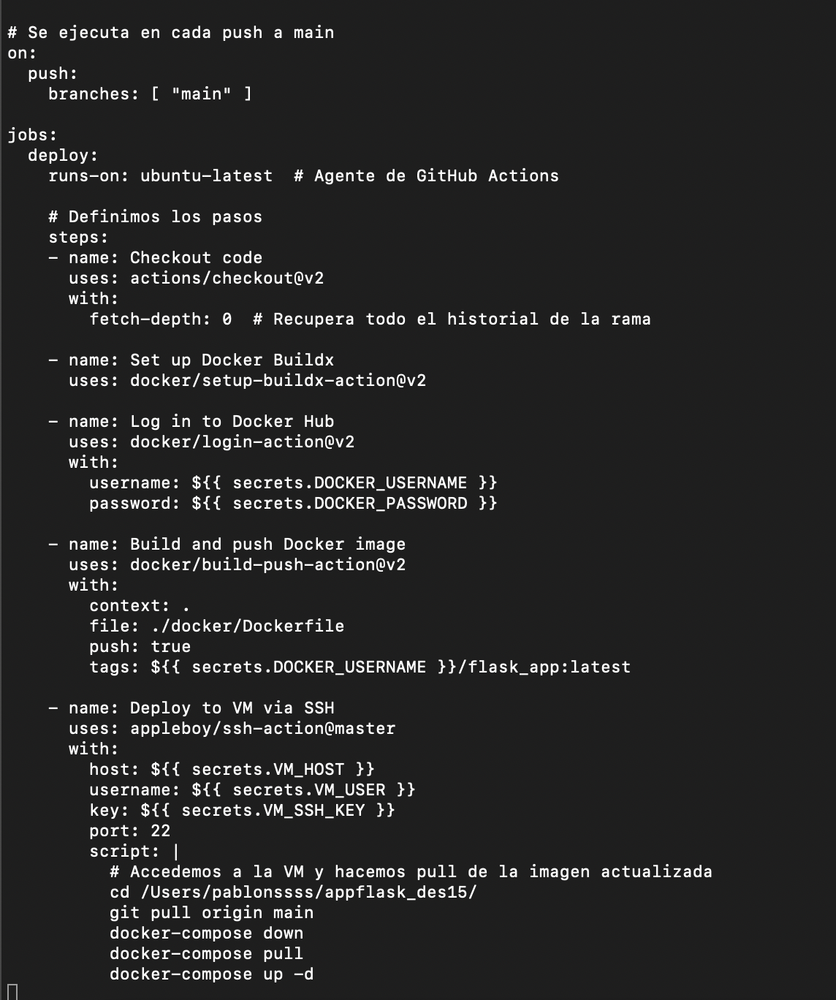 # Se ejecuta en cada push a main
on:
  push:
    branches: [ "main" ]

jobs:
  deploy:
    runs-on: ubuntu-latest  # Agente de GitHub Actions

    # Definimos los pasos
    steps:
    - name: Checkout code
      uses: actions/checkout@v2
      with:
        fetch-depth: 0  # Recupera todo el historial de la rama

    - name: Set up Docker Buildx
      uses: docker/setup-buildx-action@v2

    - name: Log in to Docker Hub
      uses: docker/login-action@v2
      with:
        username: ${{ secrets.DOCKER_USERNAME }}
        password: ${{ secrets.DOCKER_PASSWORD }}

    - name: Build and push Docker image
      uses: docker/build-push-action@v2
      with:
        context: .
        file: ./docker/Dockerfile
        push: true
        tags: ${{ secrets.DOCKER_USERNAME }}/flask_app:latest

    - name: Deploy to VM via SSH
      uses: appleboy/ssh-action@master
      with:
        host: ${{ secrets.VM_HOST }}
        username: ${{ secrets.VM_USER }}
        key: ${{ secrets.VM_SSH_KEY }}
        port: 22
        script: |
          # Accedemos a la VM y hacemos pull de la imagen actualizada
          cd /Users/pablonssss/appflask_des15/
          git pull origin main
          docker-compose down
          docker-compose pull
          docker-compose up -d